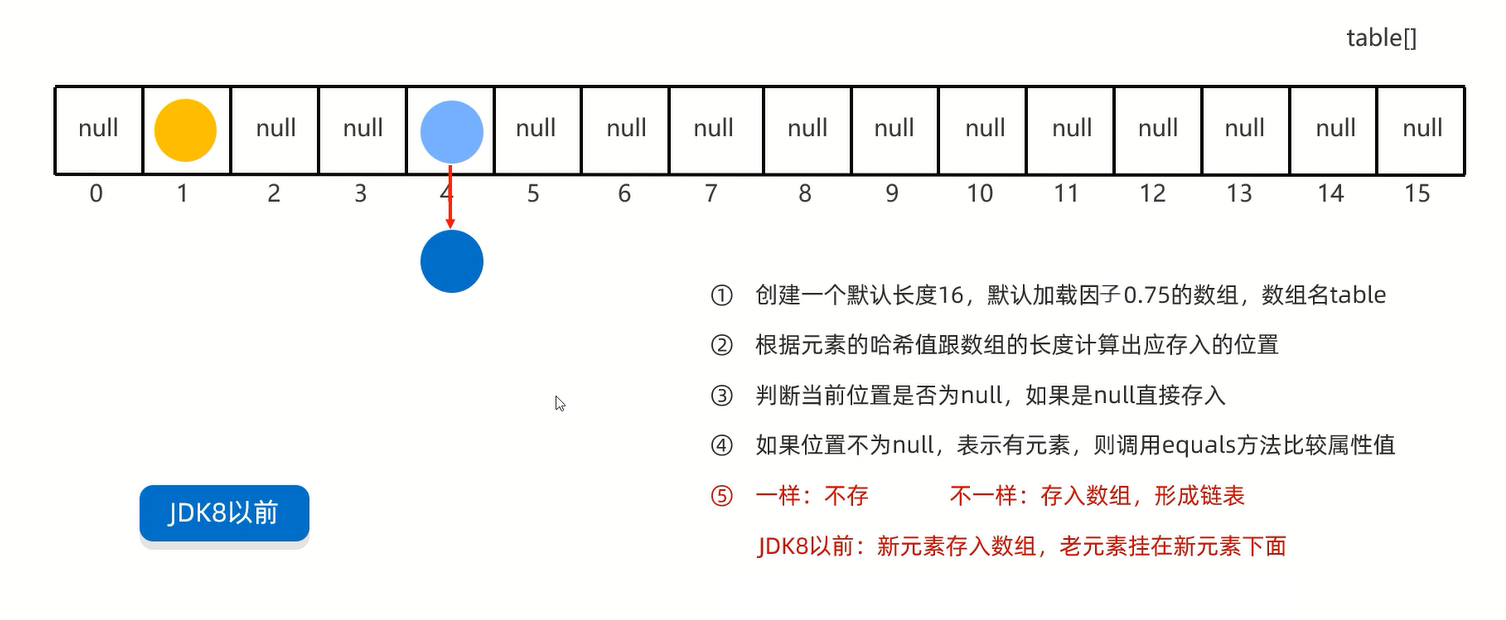 table[]
null null null null null null null null null null null null null null
0 1 2 3 4 5 6 7 8 9 10 11 12 13 14 15
① 创建一个默认长度16，默认加载因子0.75的数组，数组名table
② 根据元素的哈希值跟数组的长度计算出应存入的位置
③ 判断当前位置是否为null，如果是null直接存入
④ 如果位置不为null，表示有元素，则调用equals方法比较属性值
⑤ 一样：不存 不一样：存入数组，形成链表
JDK8以前
JDK8以前：新元素存入数组，老元素挂在新元素下面